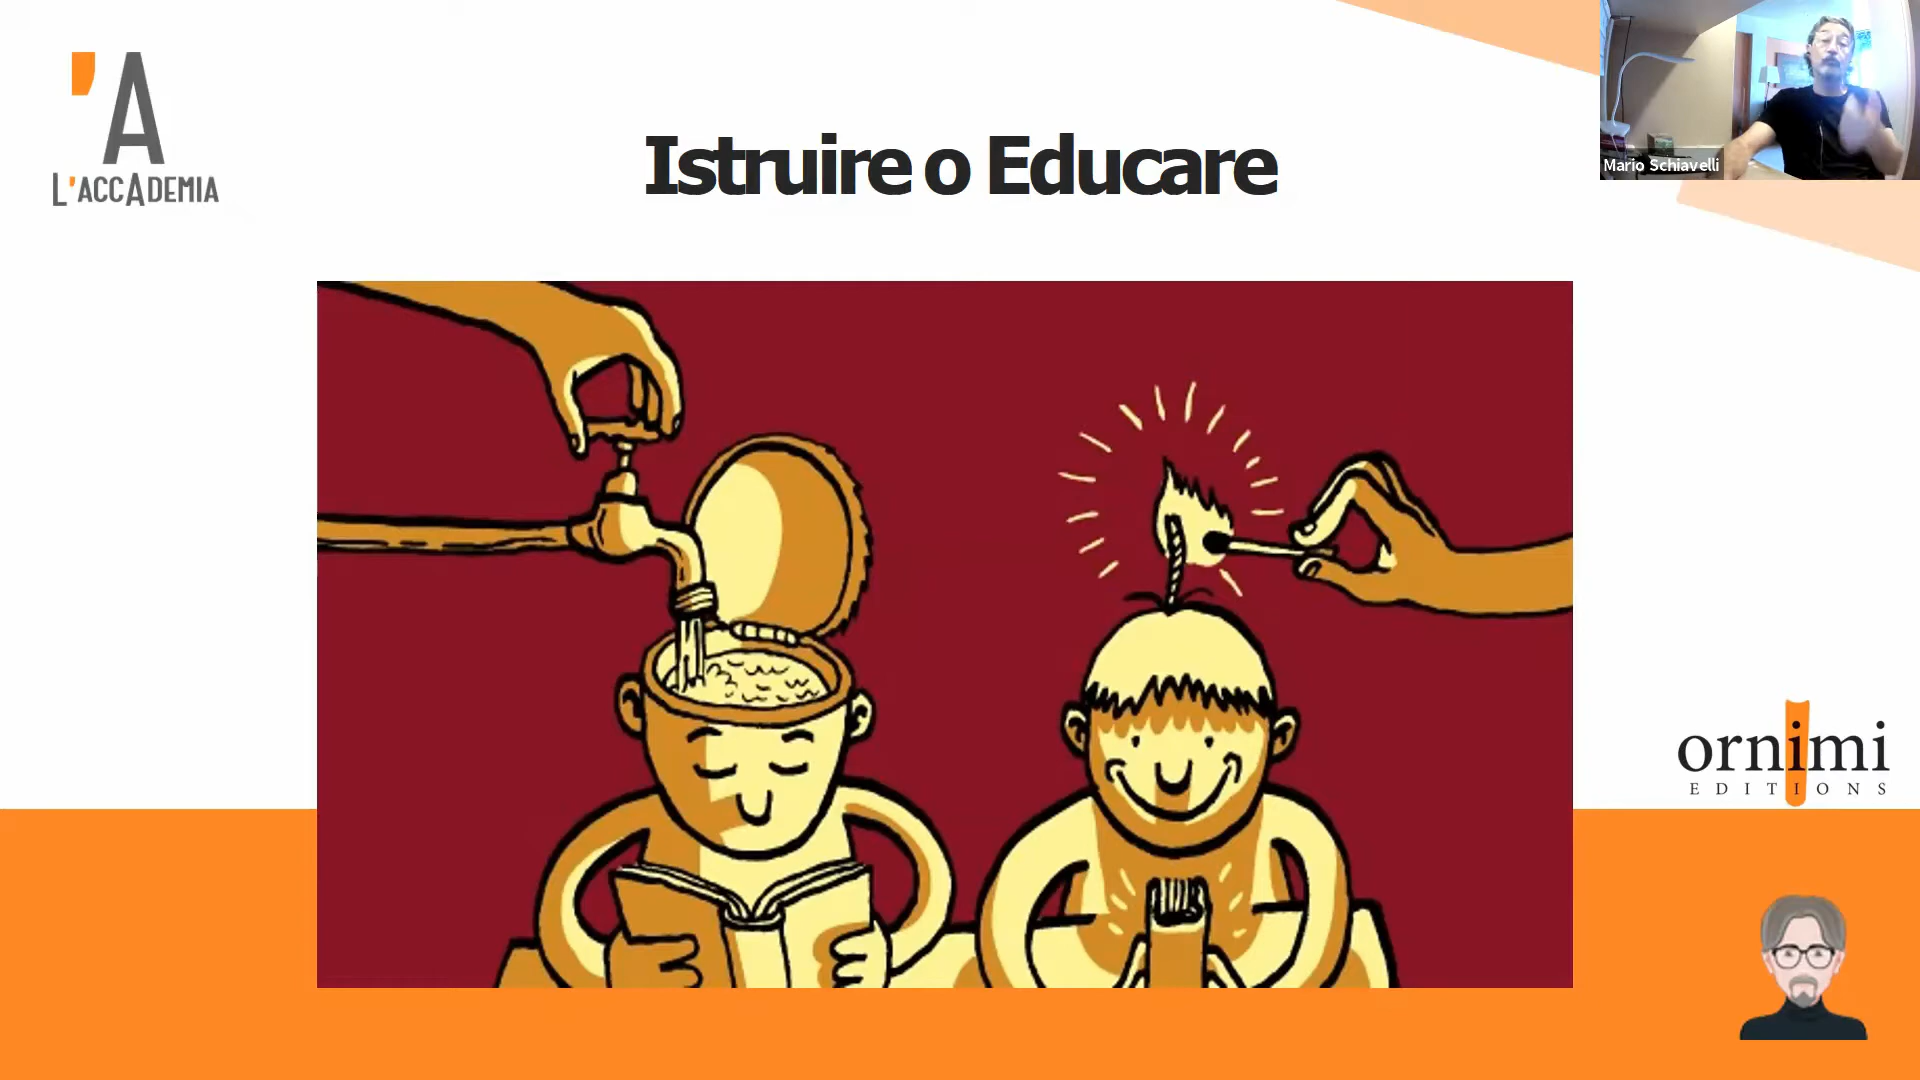 'A
L'ACCADEMIA
Istruire o Educare
Mario Schiavelli
ornimi
EDITIONS